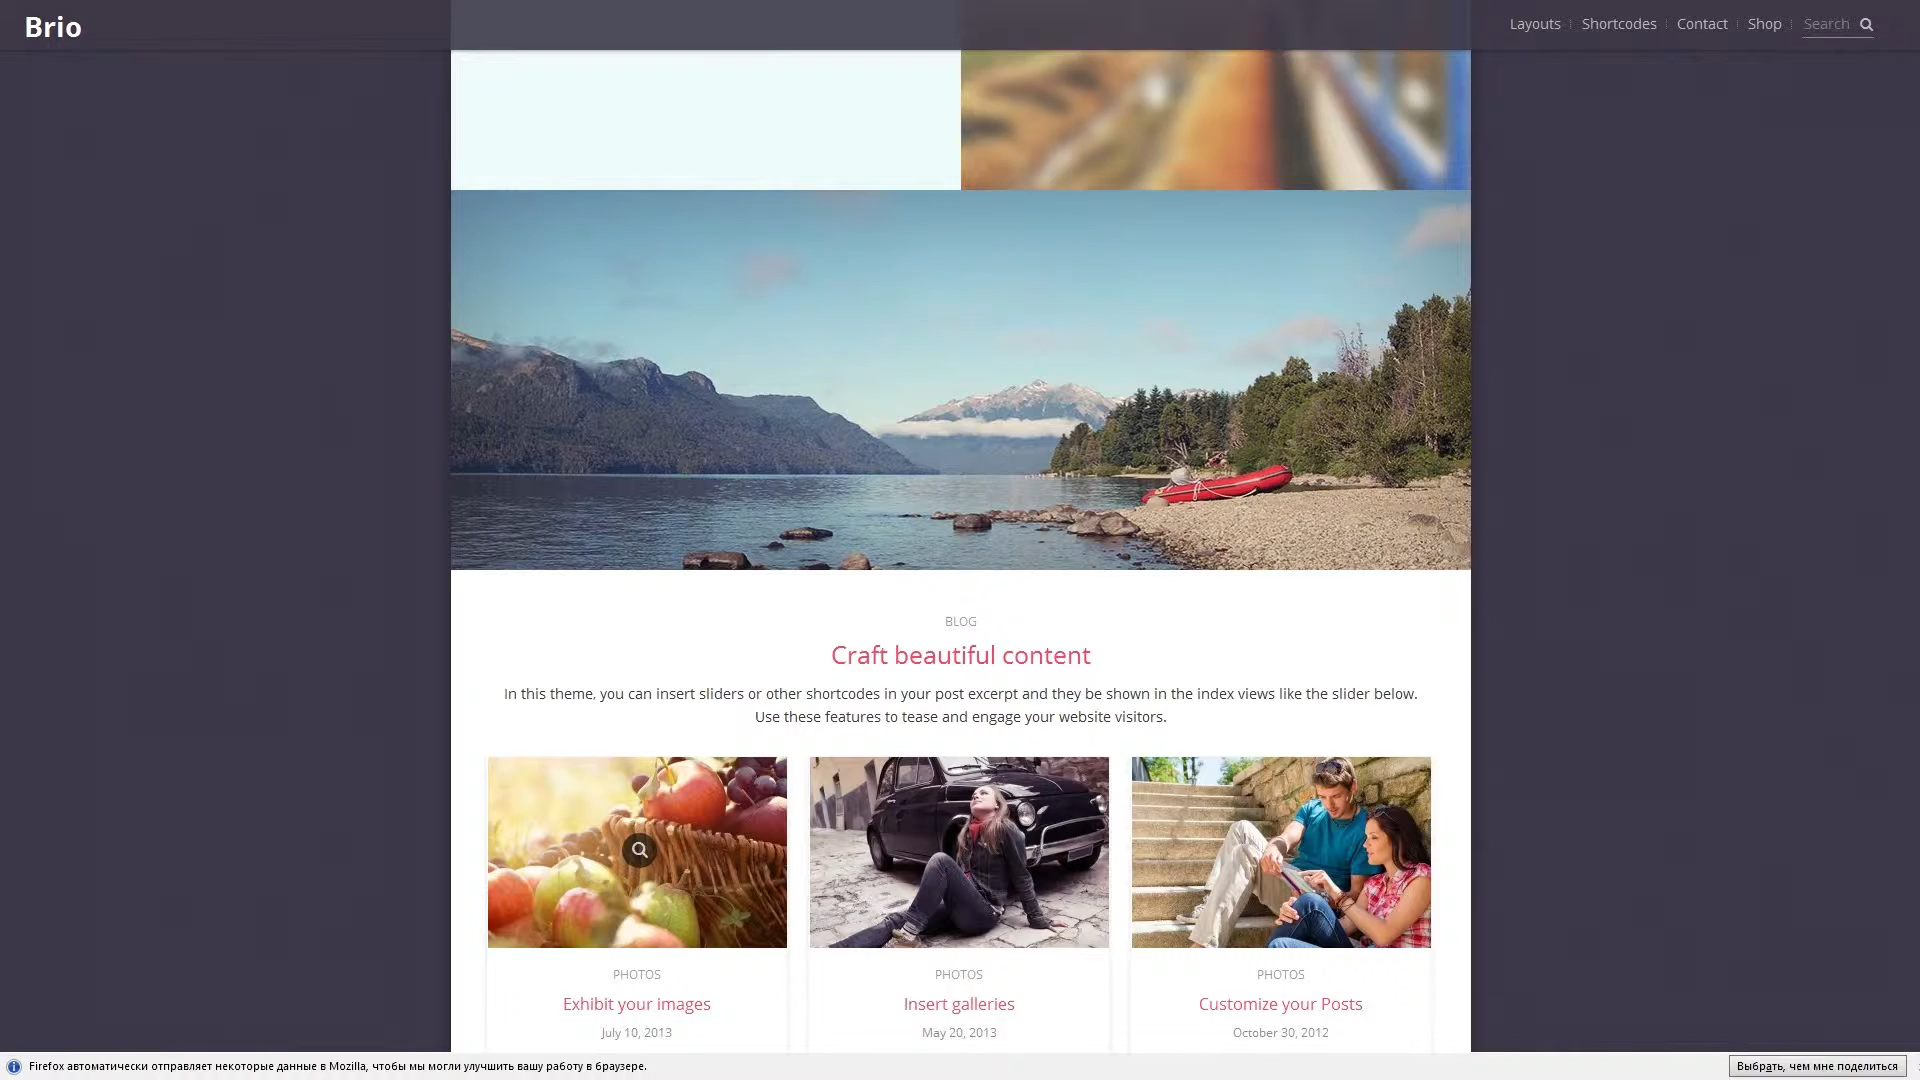 Brio
Layouts
Shortcodes
Contact
Shop
Search
BLOG
Craft beautiful content
In this theme, you can insert sliders or other shortcodes in your post excerpt and they be shown in the index views like the slider below.
Use these features to tease and engage your website visitors.
PHOTOS
Exhibit your images
July 10, 2013
PHOTOS
Insert galleries
May 20, 2013
PHOTOS
Customize your Posts
October 30, 2012
Firefox автоматически отправляет некоторые данные в Mozilla, чтобы мы могли улучшить вашу работу в браузере.
Выбрать, чем мне поделиться